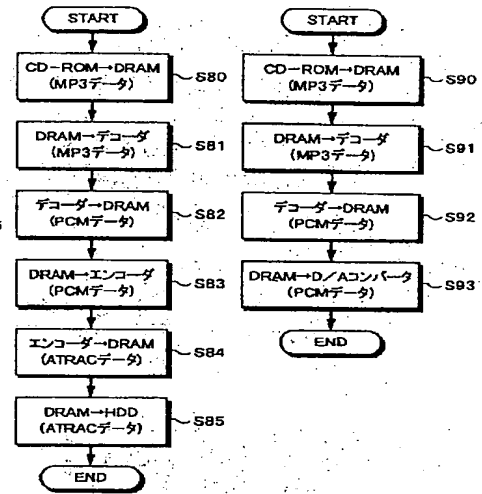 START
CD-ROM→DRAM
(MP3データ)
S80
DRAM→デコーダ
(MP3データ)
S81
デコーダ→DRAM
(PCMデータ)
S82
DRAM→エンコーダ
(PCMデータ)
S83
エンコーダ→DRAM
(ATRACデータ)
S84
DRAM→HDD
(ATRACデータ)
S85
END
START
CD-ROM→DRAM
(MP3データ)
S90
DRAM→デコーダ
(MP3データ)
S91
デコーダ→DRAM
(PCMデータ)
S92
DRAM→D/Aコンバータ
(PCMデータ)
S93
END